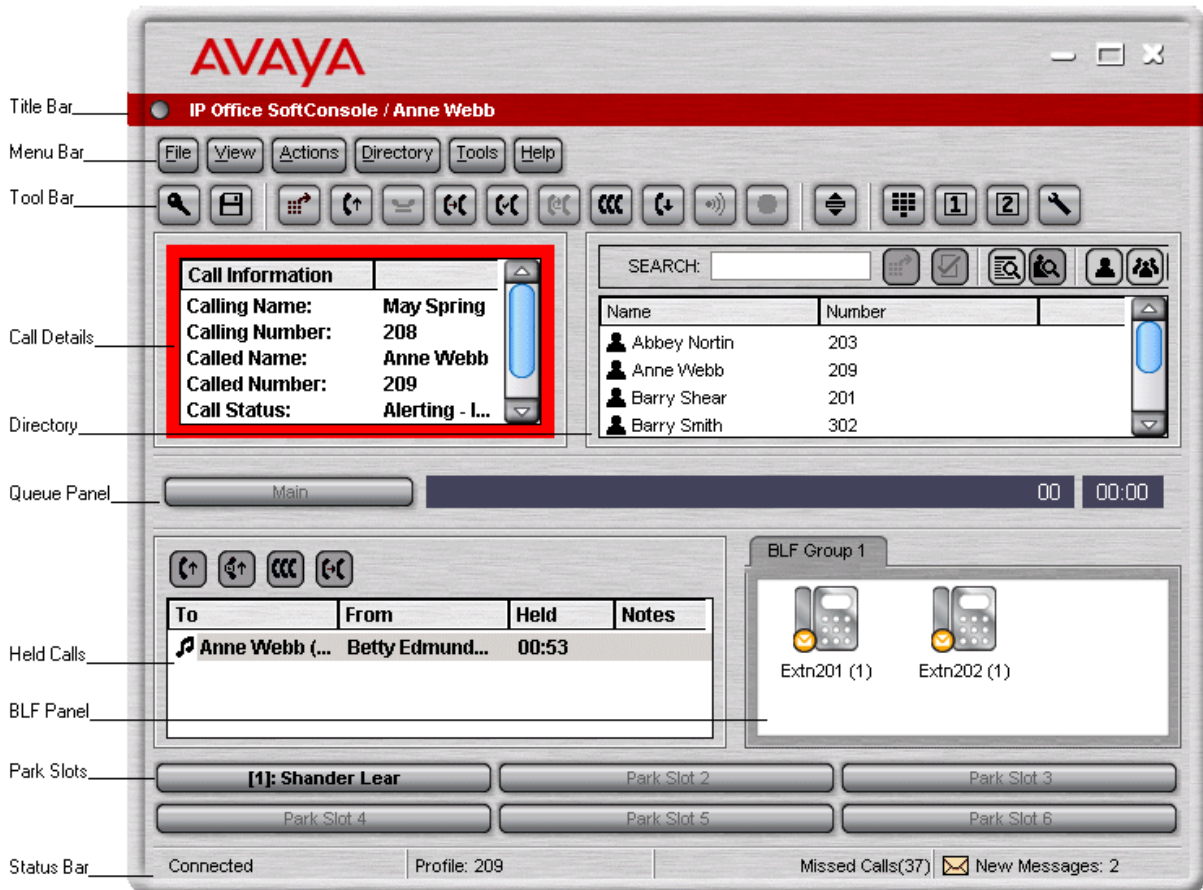 AVAYA
Title Bar
IP Office SoftConsole / Anne Webb
Menu Bar
File View Actions Directory Tools Help
Tool Bar
1 2
Call Details
Call Information
Calling Name: May Spring
Calling Number: 208
Called Name: Anne Webb
Called Number: 209
Call Status: Alerting - I...
Directory
SEARCH:
Name Number
Abbey Nortin 203
Anne Webb 209
Barry Shear 201
Barry Smith 302
Queue Panel
Main 00 00:00
Held Calls
To From Held Notes
Anne Webb (... Betty Edmund... 00:53
BLF Panel
BLF Group 1
Extn201 (1) Extn202 (1)
Park Slots
[1]: Shander Lear Park Slot 2 Park Slot 3
Park Slot 4 Park Slot 5 Park Slot 6
Status Bar
Connected Profile: 209 Missed Calls(37) New Messages: 2